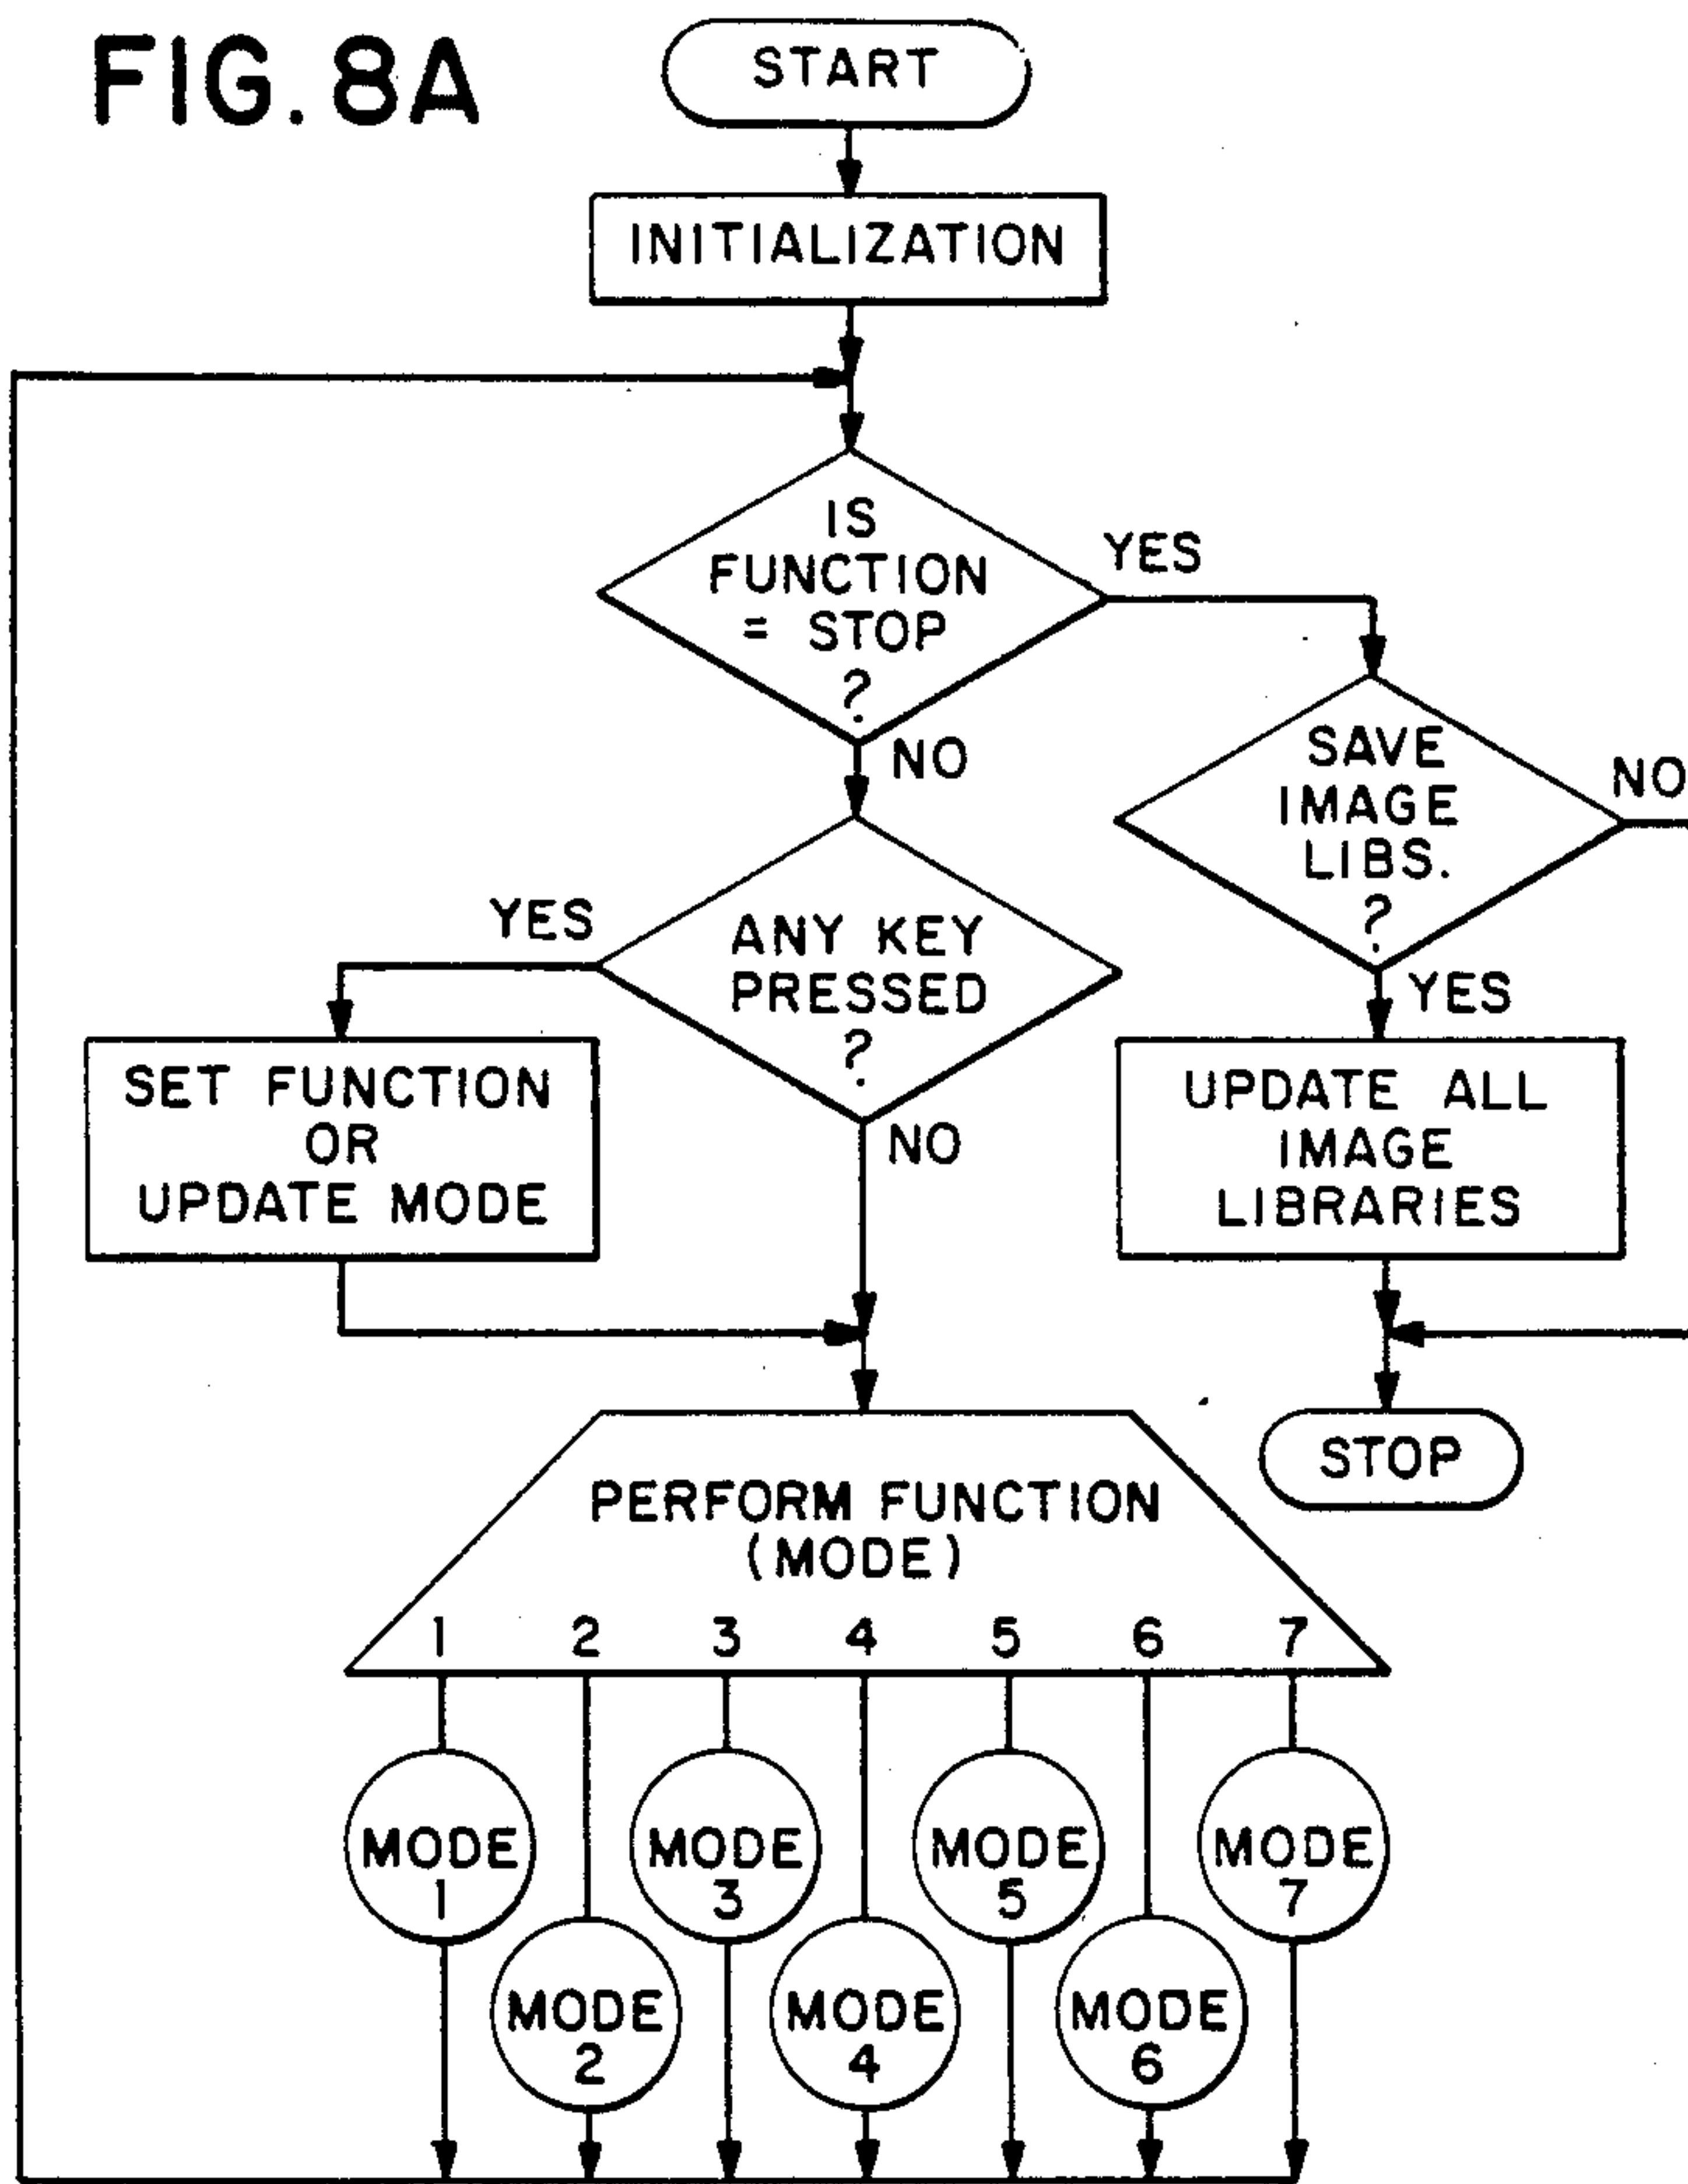 FIG. 8A
START
INITIALIZATION
IS
FUNCTION
= STOP
?
YES
NO
SAVE
IMAGE
LIBS.
?
NO
YES
ANY KEY
PRESSED
?
YES
NO
SET FUNCTION
OR
UPDATE MODE
UPDATE ALL
IMAGE
LIBRARIES
STOP
PERFORM FUNCTION
(MODE)
1 2 3 4 5 6 7
MODE
1
MODE
2
MODE
3
MODE
4
MODE
5
MODE
6
MODE
7